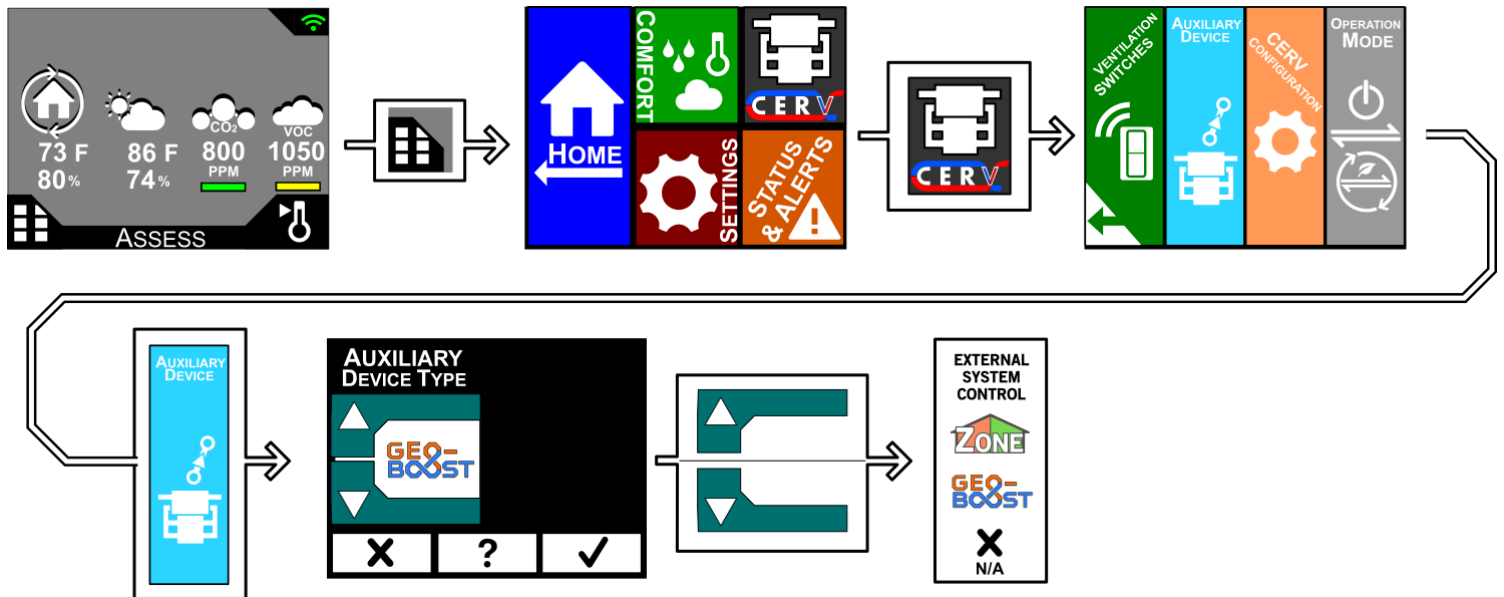 73 F
80%
86 F
74%
CO₂
800
PPM
VOC
1050
PPM
ASSESS
HOME
COMFORT
CERV
SETTINGS
STATUS
& ALERTS
CERV
VENTILATION
SWITCHES
AUXILIARY
DEVICE
CERV
CONFIGURATION
OPERATION
MODE
AUXILIARY
DEVICE
AUXILIARY
DEVICE TYPE
GEO-
BOOST
?
EXTERNAL
SYSTEM
CONTROL
ZONE
GEO-
BOOST
N/A